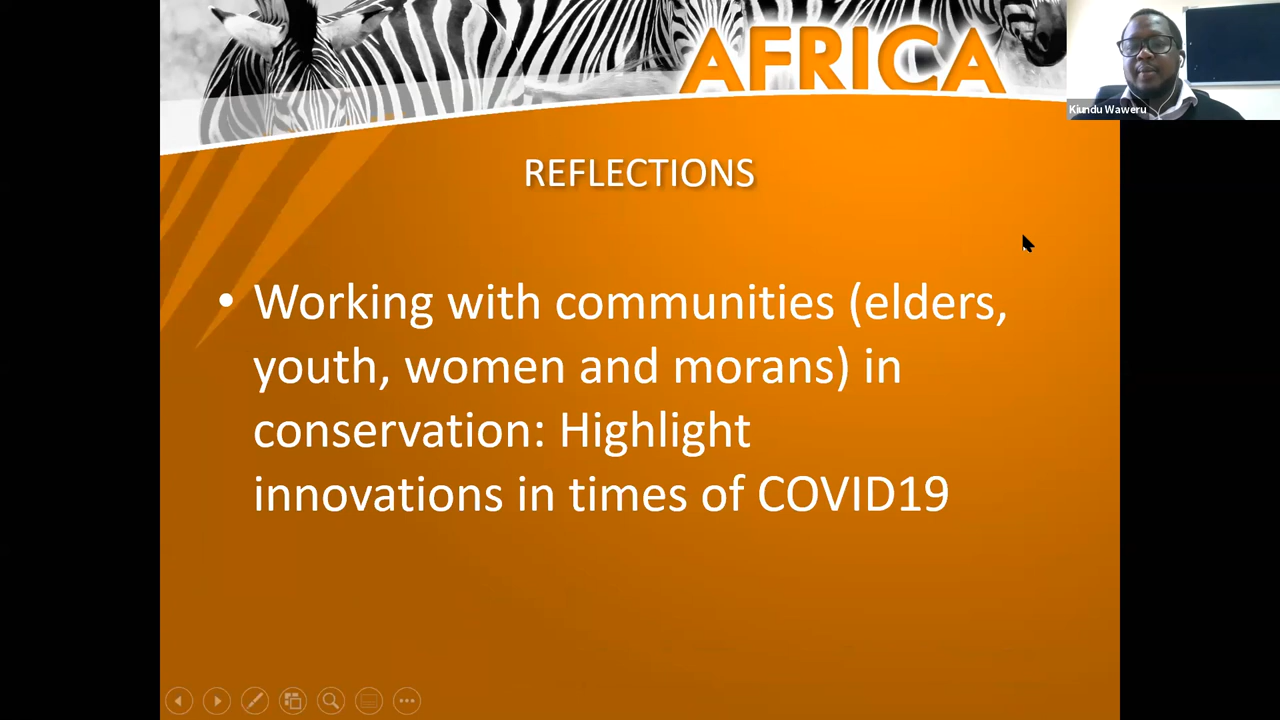 AFRICA
Kiundu Waweru
REFLECTIONS
• Working with communities (elders,
youth, women and morans) in
conservation: Highlight
innovations in times of COVID19